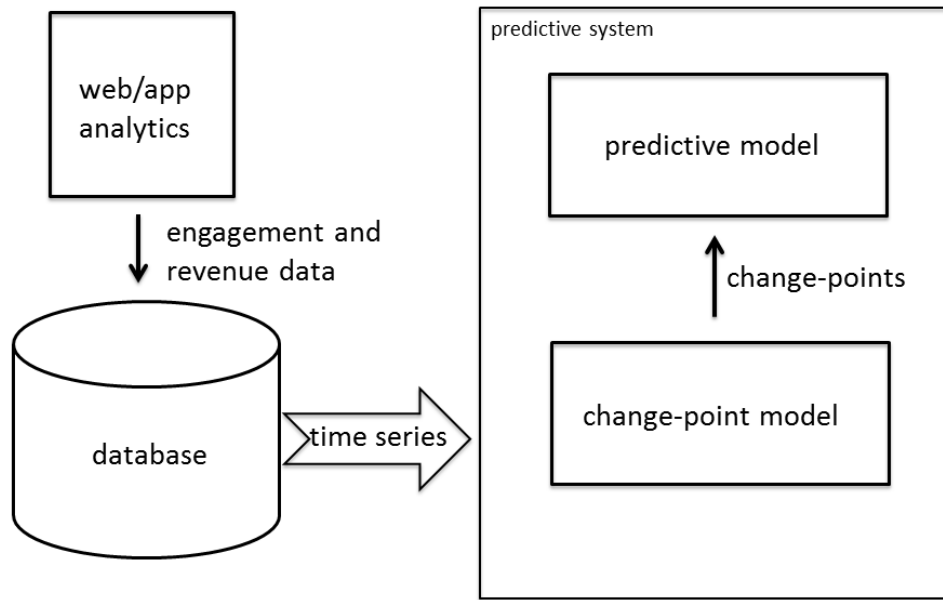 web/app
analytics
engagement and
revenue data
database
time series
predictive system
predictive model
change-points
change-point model